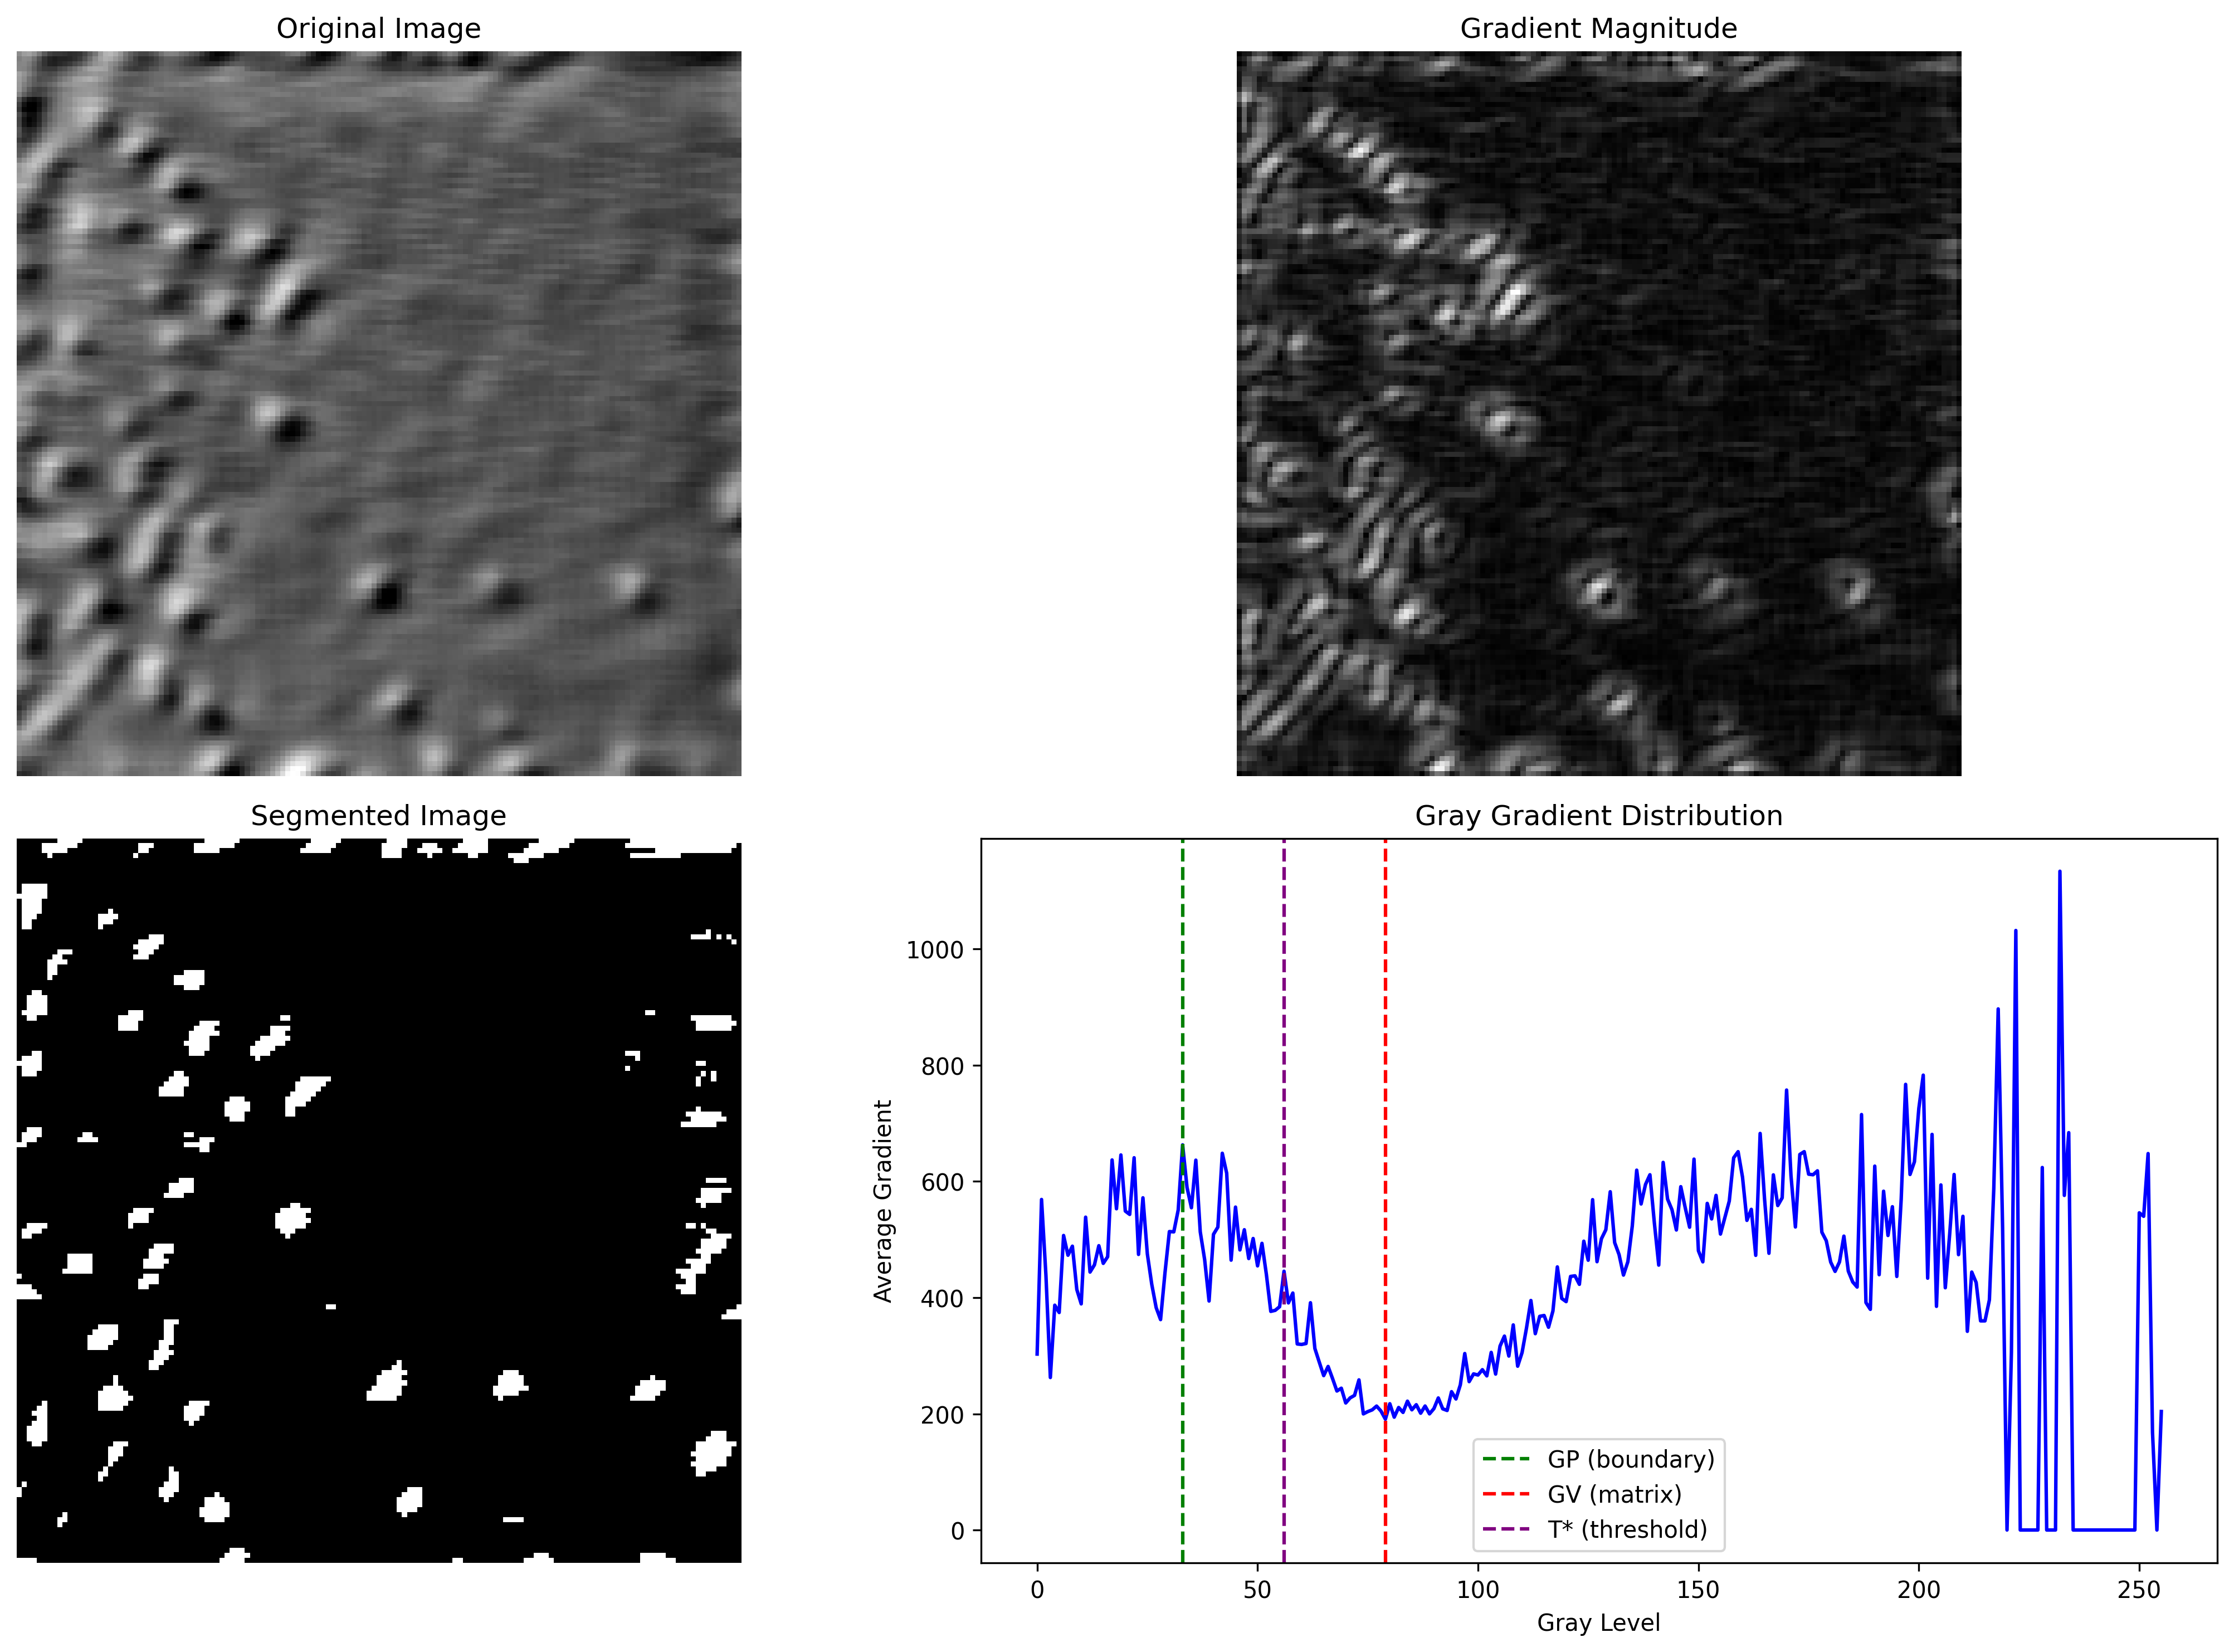 Original Image
Gradient Magnitude
Segmented Image
Gray Gradient Distribution
Average Gradient
1000
800
600
400
200
0
GP (boundary)
GV (matrix)
T* (threshold)
0 50 100 150 200 250
Gray Level